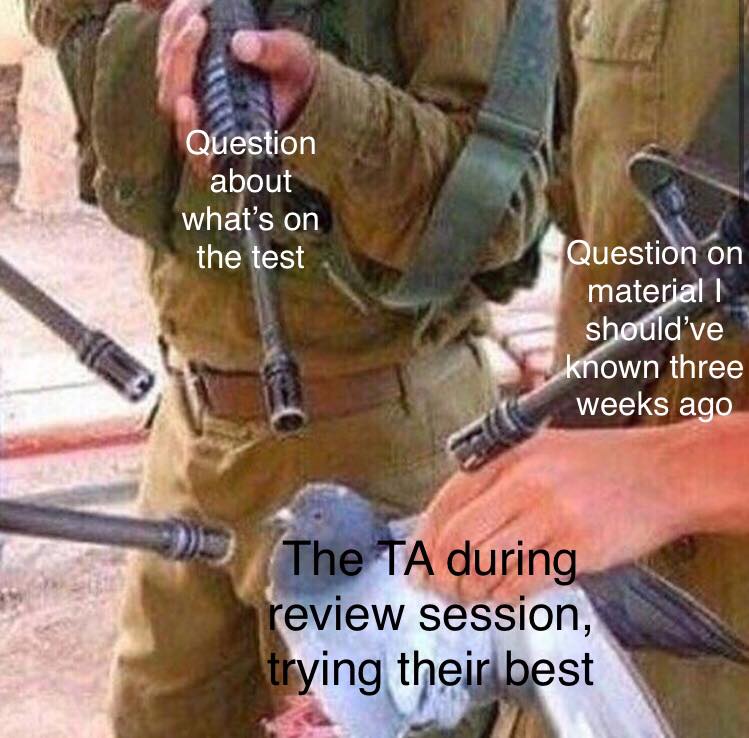 Question
about
what's on
the test
Question on
material I
should've
known three
weeks ago
The TA during
review session,
trying their best